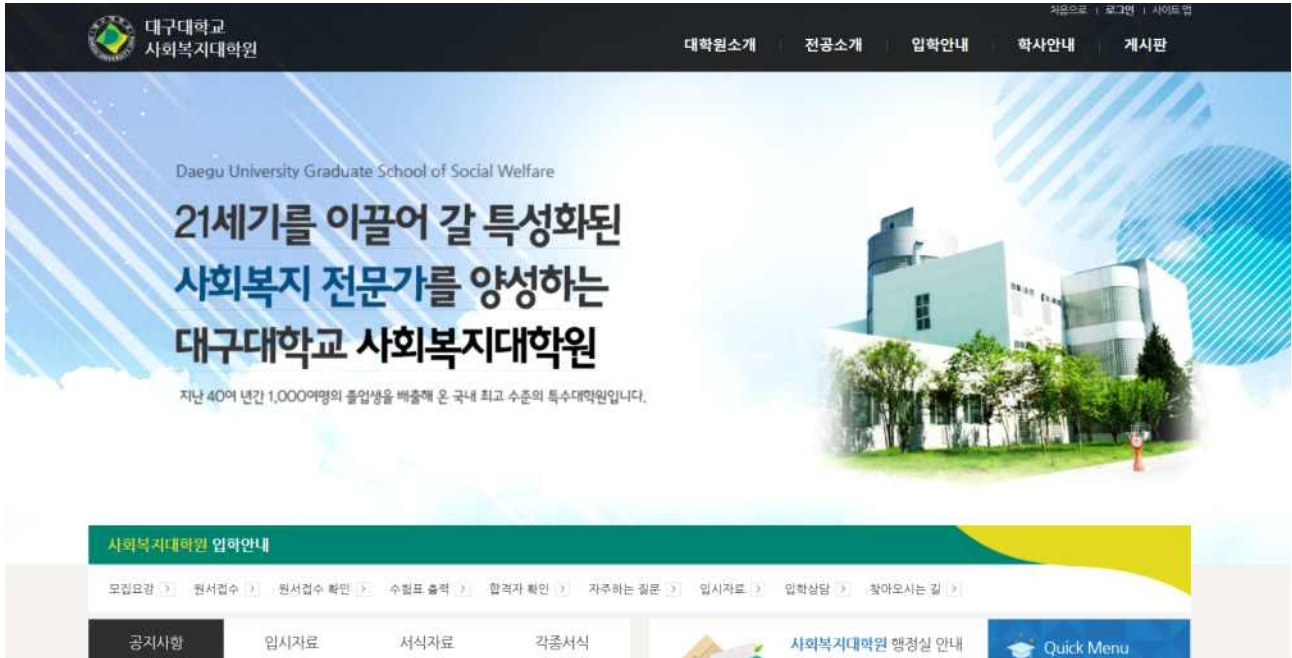 처음으로 | 로그인 | 사이트맵
대구대학교
사회복지대학원
대학원소개 전공소개 입학안내 학사안내 게시판
Daegu University Graduate School of Social Welfare
21세기를 이끌어 갈 특성화된
사회복지 전문가를 양성하는
대구대학교 사회복지대학원
지난 40여 년간 1,000여명의 졸업생을 배출해 온 국내 최고 수준의 특수대학원입니다.
사회복지대학원 입학안내
모집요강 원서접수 원서접수 확인 수험표 출력 합격자 확인 자주하는 질문 입시자료 입학상담 찾아오시는 길
공지사항 입시자료 서식자료 각종서식
사회복지대학원 행정실 안내
Quick Menu